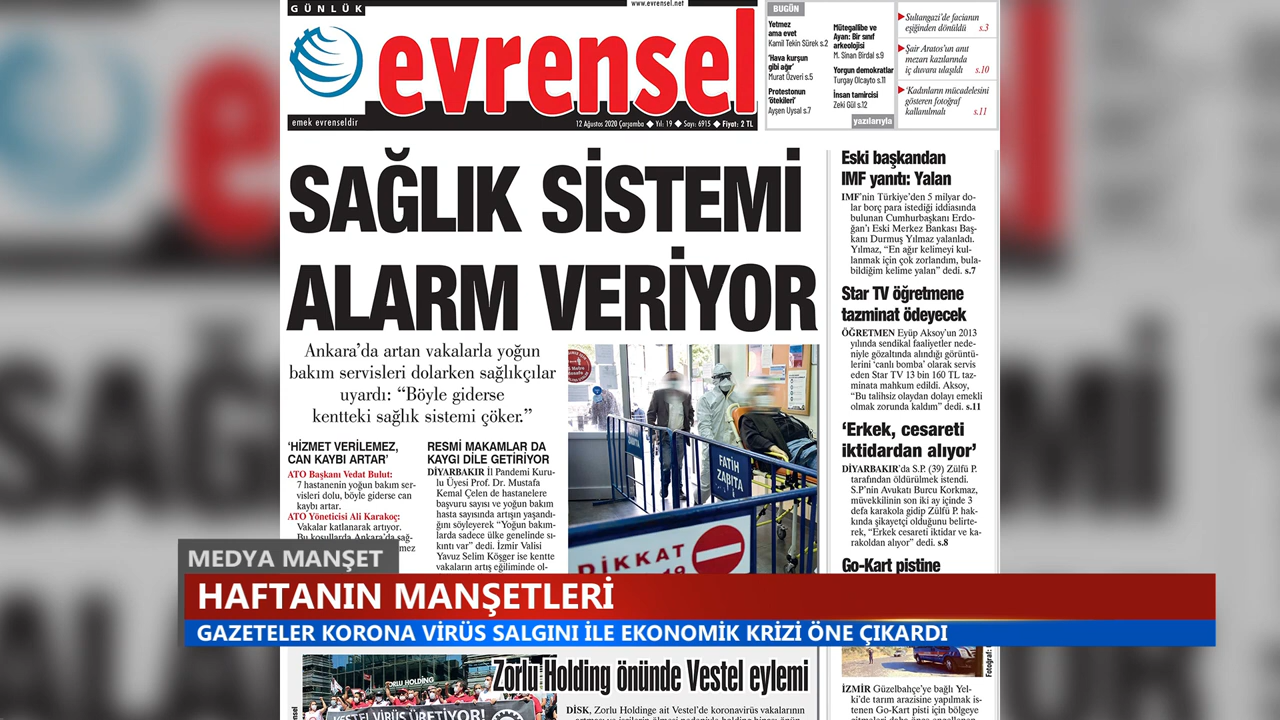 GÜNLÜK
www.evrensel.net
evrensel
emek evrenseldir
12 Ağustos 2020 Çarşamba ◆ Yıl: 19 ◆ Sayı: 6915 ◆ Fiyat: 2 TL
BUGÜN
Yetmez
ama evet
Kamil Tekin Sürek s.2
'Hava kurşun
gibi ağır'
Murat Özveri s.5
Protestonun
'ötekileri'
Ayşen Uysal s.7
Mütegallibe ve
Ayan: Bir sınıf
arkeolojisi
M. Sinan Birdal s.9
Yorgun demokratlar
Turgay Olcayto s.11
İnsan tamircisi
Zeki Gül s.12
yazılarıyla
Sultangazi'de facianın
eşiğinden dönüldü s.3
Şair Aratos'un anıt
mezarı kazılarında
iç duvara ulaşıldı s.10
'Kadınların mücadelesini
gösteren fotoğraf
kullanılmalı s.11
SAĞLIK SİSTEMİ
ALARM VERİYOR
Ankara'da artan vakalarla yoğun
bakım servisleri dolarken sağlıkçılar
uyardı: “Böyle giderse
kentteki sağlık sistemi çöker.”
'HİZMET VERİLEMEZ,
CAN KAYBI ARTAR'
ATO Başkanı Vedat Bulut:
7 hastanenin yoğun bakım ser-
visleri dolu, böyle giderse can
kaybı artar.
ATO Yöneticisi Ali Karakoç:
Vakalar katlanarak artıyor.
Bu koşullarda Ankara'da sağ-
mez
RESMİ MAKAMLAR DA
KAYGI DİLE GETİRİYOR
DİYARBAKIR İl Pandemi Kuru-
lu Üyesi Prof. Dr. Mustafa
Kemal Çelen de hastanelere
başvuru sayısı ve yoğun bakım
hasta sayısında artışın yaşandığı-
ını söyleyerek “Yoğun bakım-
larda sadece ülke genelinde sı-
kıntı var” dedi. İzmir Valisi
Yavuz Selim Köşger ise kentte
vakaların artış eğiliminde ol-
FATİH
ZABITA
DİKKAT
Eski başkandan
IMF yanıtı: Yalan
IMF'nin Türkiye'den 5 milyar do-
lar borç para istediği iddiasında
bulunan Cumhurbaşkanı Erdo-
ğan'ı Eski Merkez Bankası Baş-
kanı Durmuş Yılmaz yalanladı.
Yılmaz, “En ağır kelimeyi kul-
lanmak için çok zorlandım, bula-
bildiğim kelime yalan” dedi. s.7
Star TV öğretmene
tazminat ödeyecek
ÖĞRETMEN Eyüp Aksoy'un 2013
yılında sendikal faaliyetler nede-
niyle gözaltında alındığı görüntü-
lerini 'canlı bomba' olarak servis
eden Star TV 13 bin 160 TL taz-
minata mahkum edildi. Aksoy,
“Bu talihsiz olaydan dolayı emekli
olmak zorunda kaldım” dedi. s.11
'Erkek, cesareti
iktidardan alıyor'
DİYARBAKIR'da S.P. (39) Zülfü P.
tarafından öldürülmek istendi.
S.P'nin Avukatı Burcu Korkmaz,
müvekkilinin son iki ay içinde 3
defa karakola gidip Zülfü P. hak-
kında şikayetçi olduğunu belirte-
rek, “Erkek cesareti iktidar ve ka-
rakoldan alıyor” dedi. s.8
Go-Kart pistine
MEDYA MANŞET
HAFTANIN MANŞETLERİ
GAZETELER KORONA VİRÜS SALGINI İLE EKONOMİK KRİZİ ÖNE ÇIKARDI
Zorlu Holding önünde Vestel eylemi
ZORLU HOLDİNG
VESTEL VİRÜS ÜRETİYOR!
DİSK, Zorlu Holdinge ait Vestel'de koronavirüs vakalarının
İZMİR Güzelbahçe'ye bağlı Yel-
ki'de tarım arazisine yapılmak is-
tenen Go-Kart pisti için bölgeye